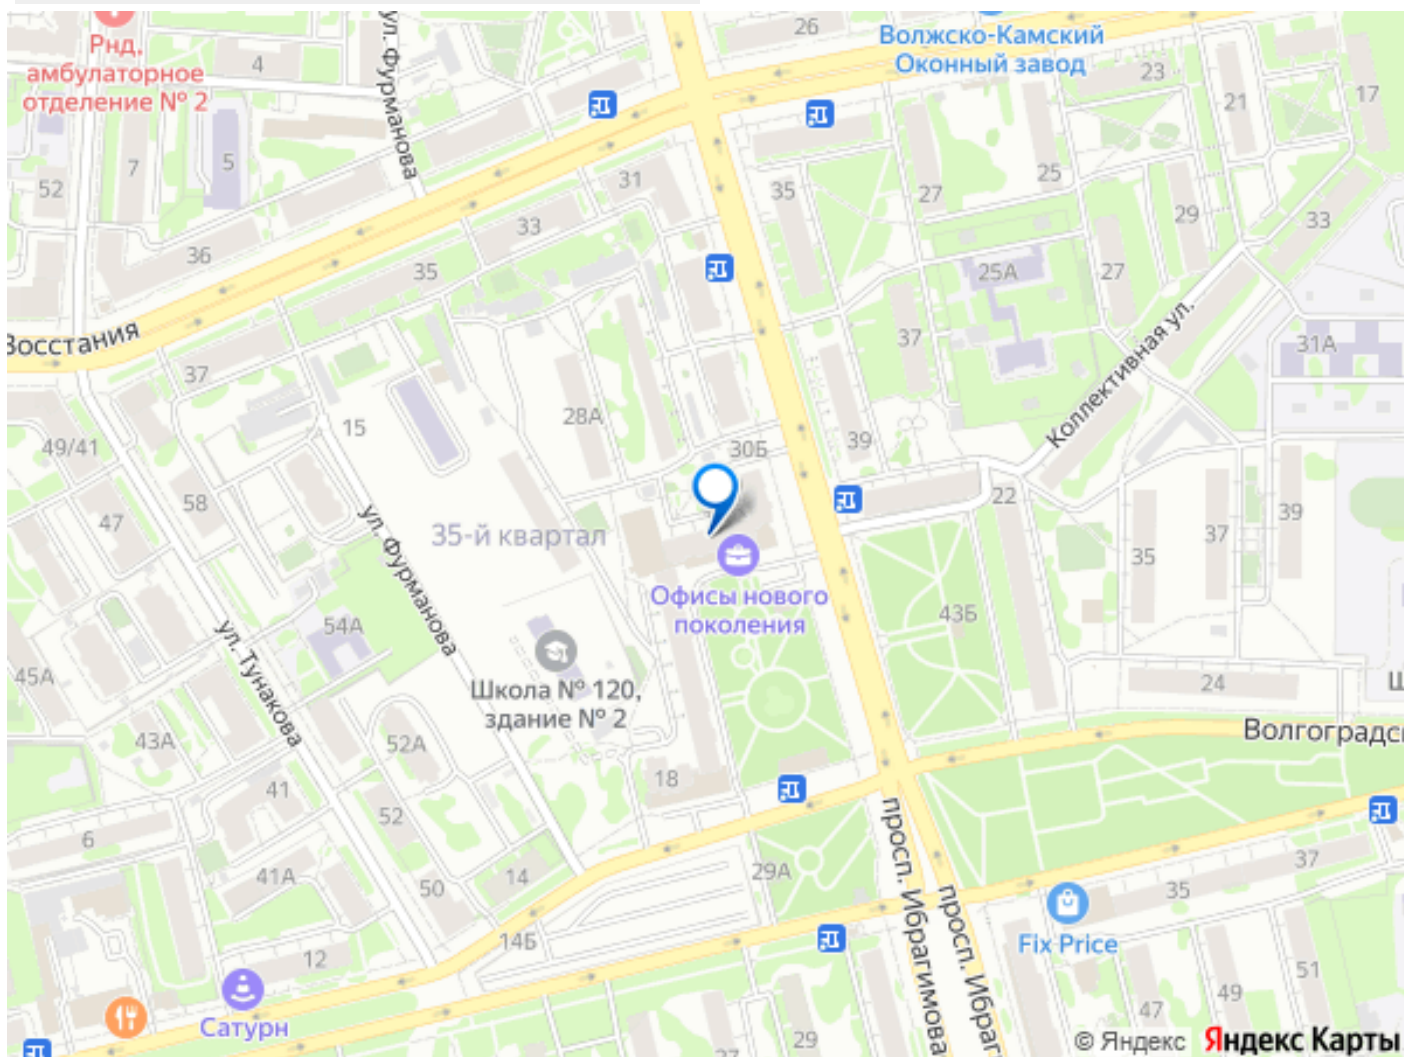 26
Волжско-Камский
Оконный завод
Рнд,
амбулаторное
отделение № 2
4
ул. Фурманова
23
21
17
7
5
52
31
35
27
25
29
33
33
36
35
25А
27
37
31А
Восстания
37
Коллективная ул.
15
28А
39
30Б
49/41
58
47
22
35
37
39
35-й квартал
ул. Фурманова
Офисы нового
поколения
43Б
54А
ул. Тунакова
45А
Школа № 120,
здание № 2
24
Волгоградс
43А
52А
18
41
52
6
просп. Ибрагимова
29А
37
41А
50
14
35
просп. Ибраг
14Б
Fix Price
12
51
49
47
Сатурн
27
29
© Яндекс
Яндекс Карты